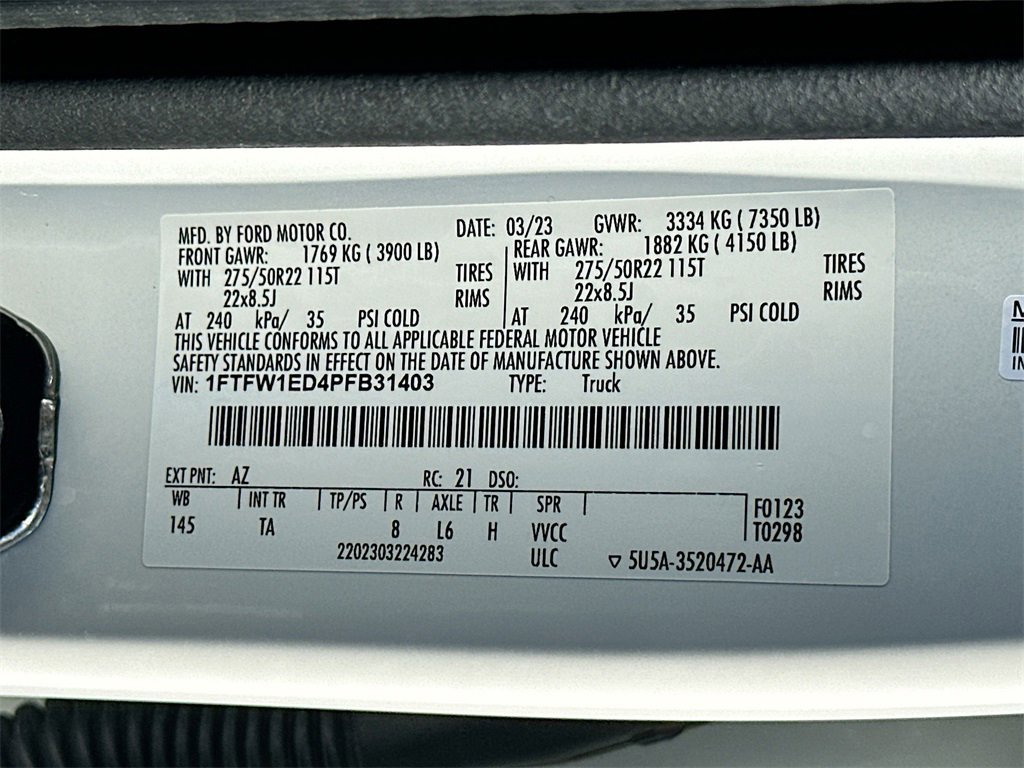 MFD. BY FORD MOTOR CO. DATE: 03/23 GVWR: 3334 KG ( 7350 LB)
FRONT GAWR: 1769 KG ( 3900 LB) REAR GAWR: 1882 KG ( 4150 LB)
WITH 275/50R22 115T TIRES WITH 275/50R22 115T TIRES
22x8.5J RIMS 22x8.5J RIMS
AT 240 kPa/ 35 PSI COLD AT 240 kPa/ 35 PSI COLD
THIS VEHICLE CONFORMS TO ALL APPLICABLE FEDERAL MOTOR VEHICLE
SAFETY STANDARDS IN EFFECT ON THE DATE OF MANUFACTURE SHOWN ABOVE.
VIN: 1FTFW1ED4PFB31403 TYPE: Truck
EXT PNT: AZ RC: 21 DSO:
WB INT TR TP/PS R AXLE TR SPR F0123
145 TA 8 L6 H VVCC T0298
2202303224283 ULC ▽ 5U5A-3520472-AA